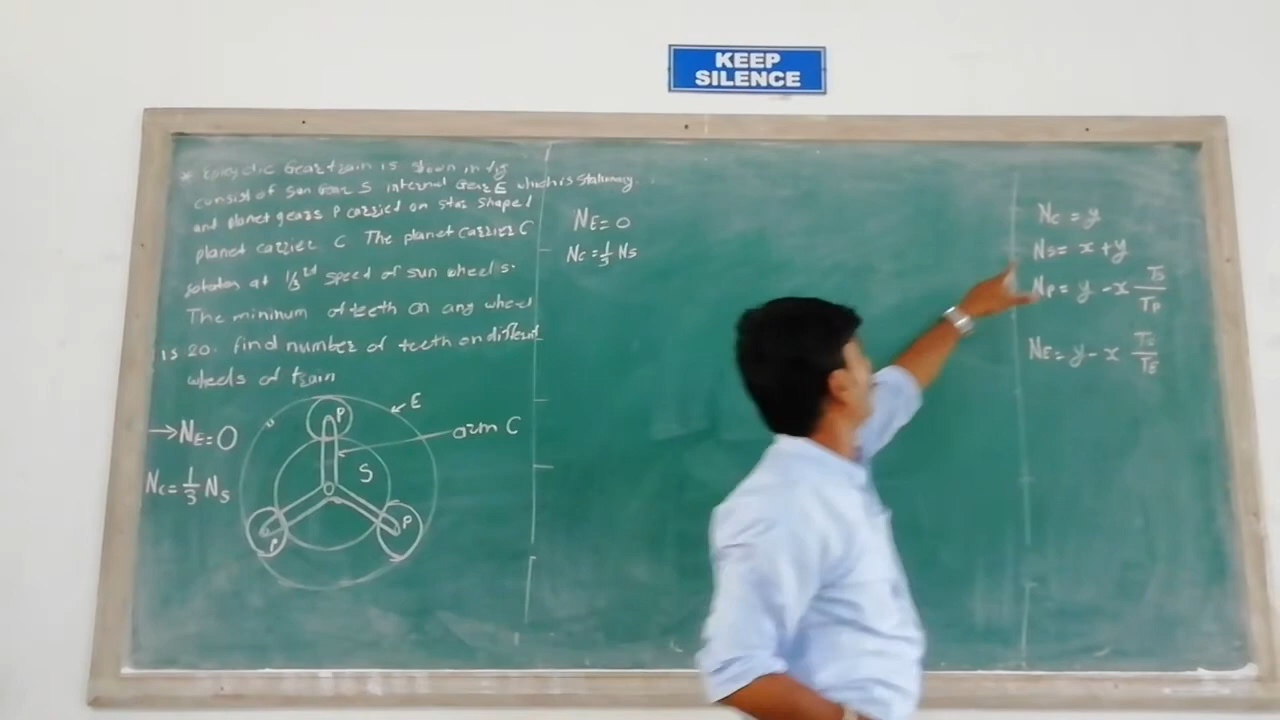 KEEP
SILENCE
* Epicyclic Gear train is shown in fig
consist of Sun Gear S internal Gear E which is stationary
and planet gears P carried on star shaped
planet carrier C The planet carrier C
rotates at 1/3rd speed of sun wheel S.
The mininum of teeth on any wheel
is 20. find number of teeth on different
wheels of train
→ NE=0
Nc = 1/3 NS
P
E
arm C
S
P
P
NE=0
Nc = 1/3 NS
Nc = y
NS = x + y
NP = y - x TS/TP
NE = y - x TS/TE